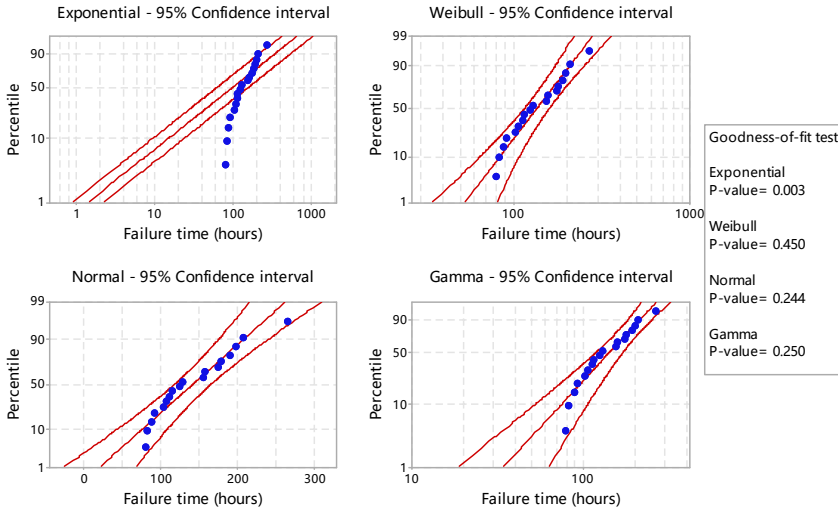 Exponential - 95% Confidence interval
90
50
10
1
1
10
100
1000
Percentile
Failure time (hours)
Weibull - 95% Confidence interval
99
90
50
10
1
100
1000
Percentile
Failure time (hours)
Normal - 95% Confidence interval
99
90
50
10
1
0
100
200
300
Percentile
Failure time (hours)
Gamma - 95% Confidence interval
90
50
10
1
10
100
Percentile
Failure time (hours)
Goodness-of-fit test
Exponential
P-value= 0.003
Weibull
P-value= 0.450
Normal
P-value= 0.244
Gamma
P-value= 0.250